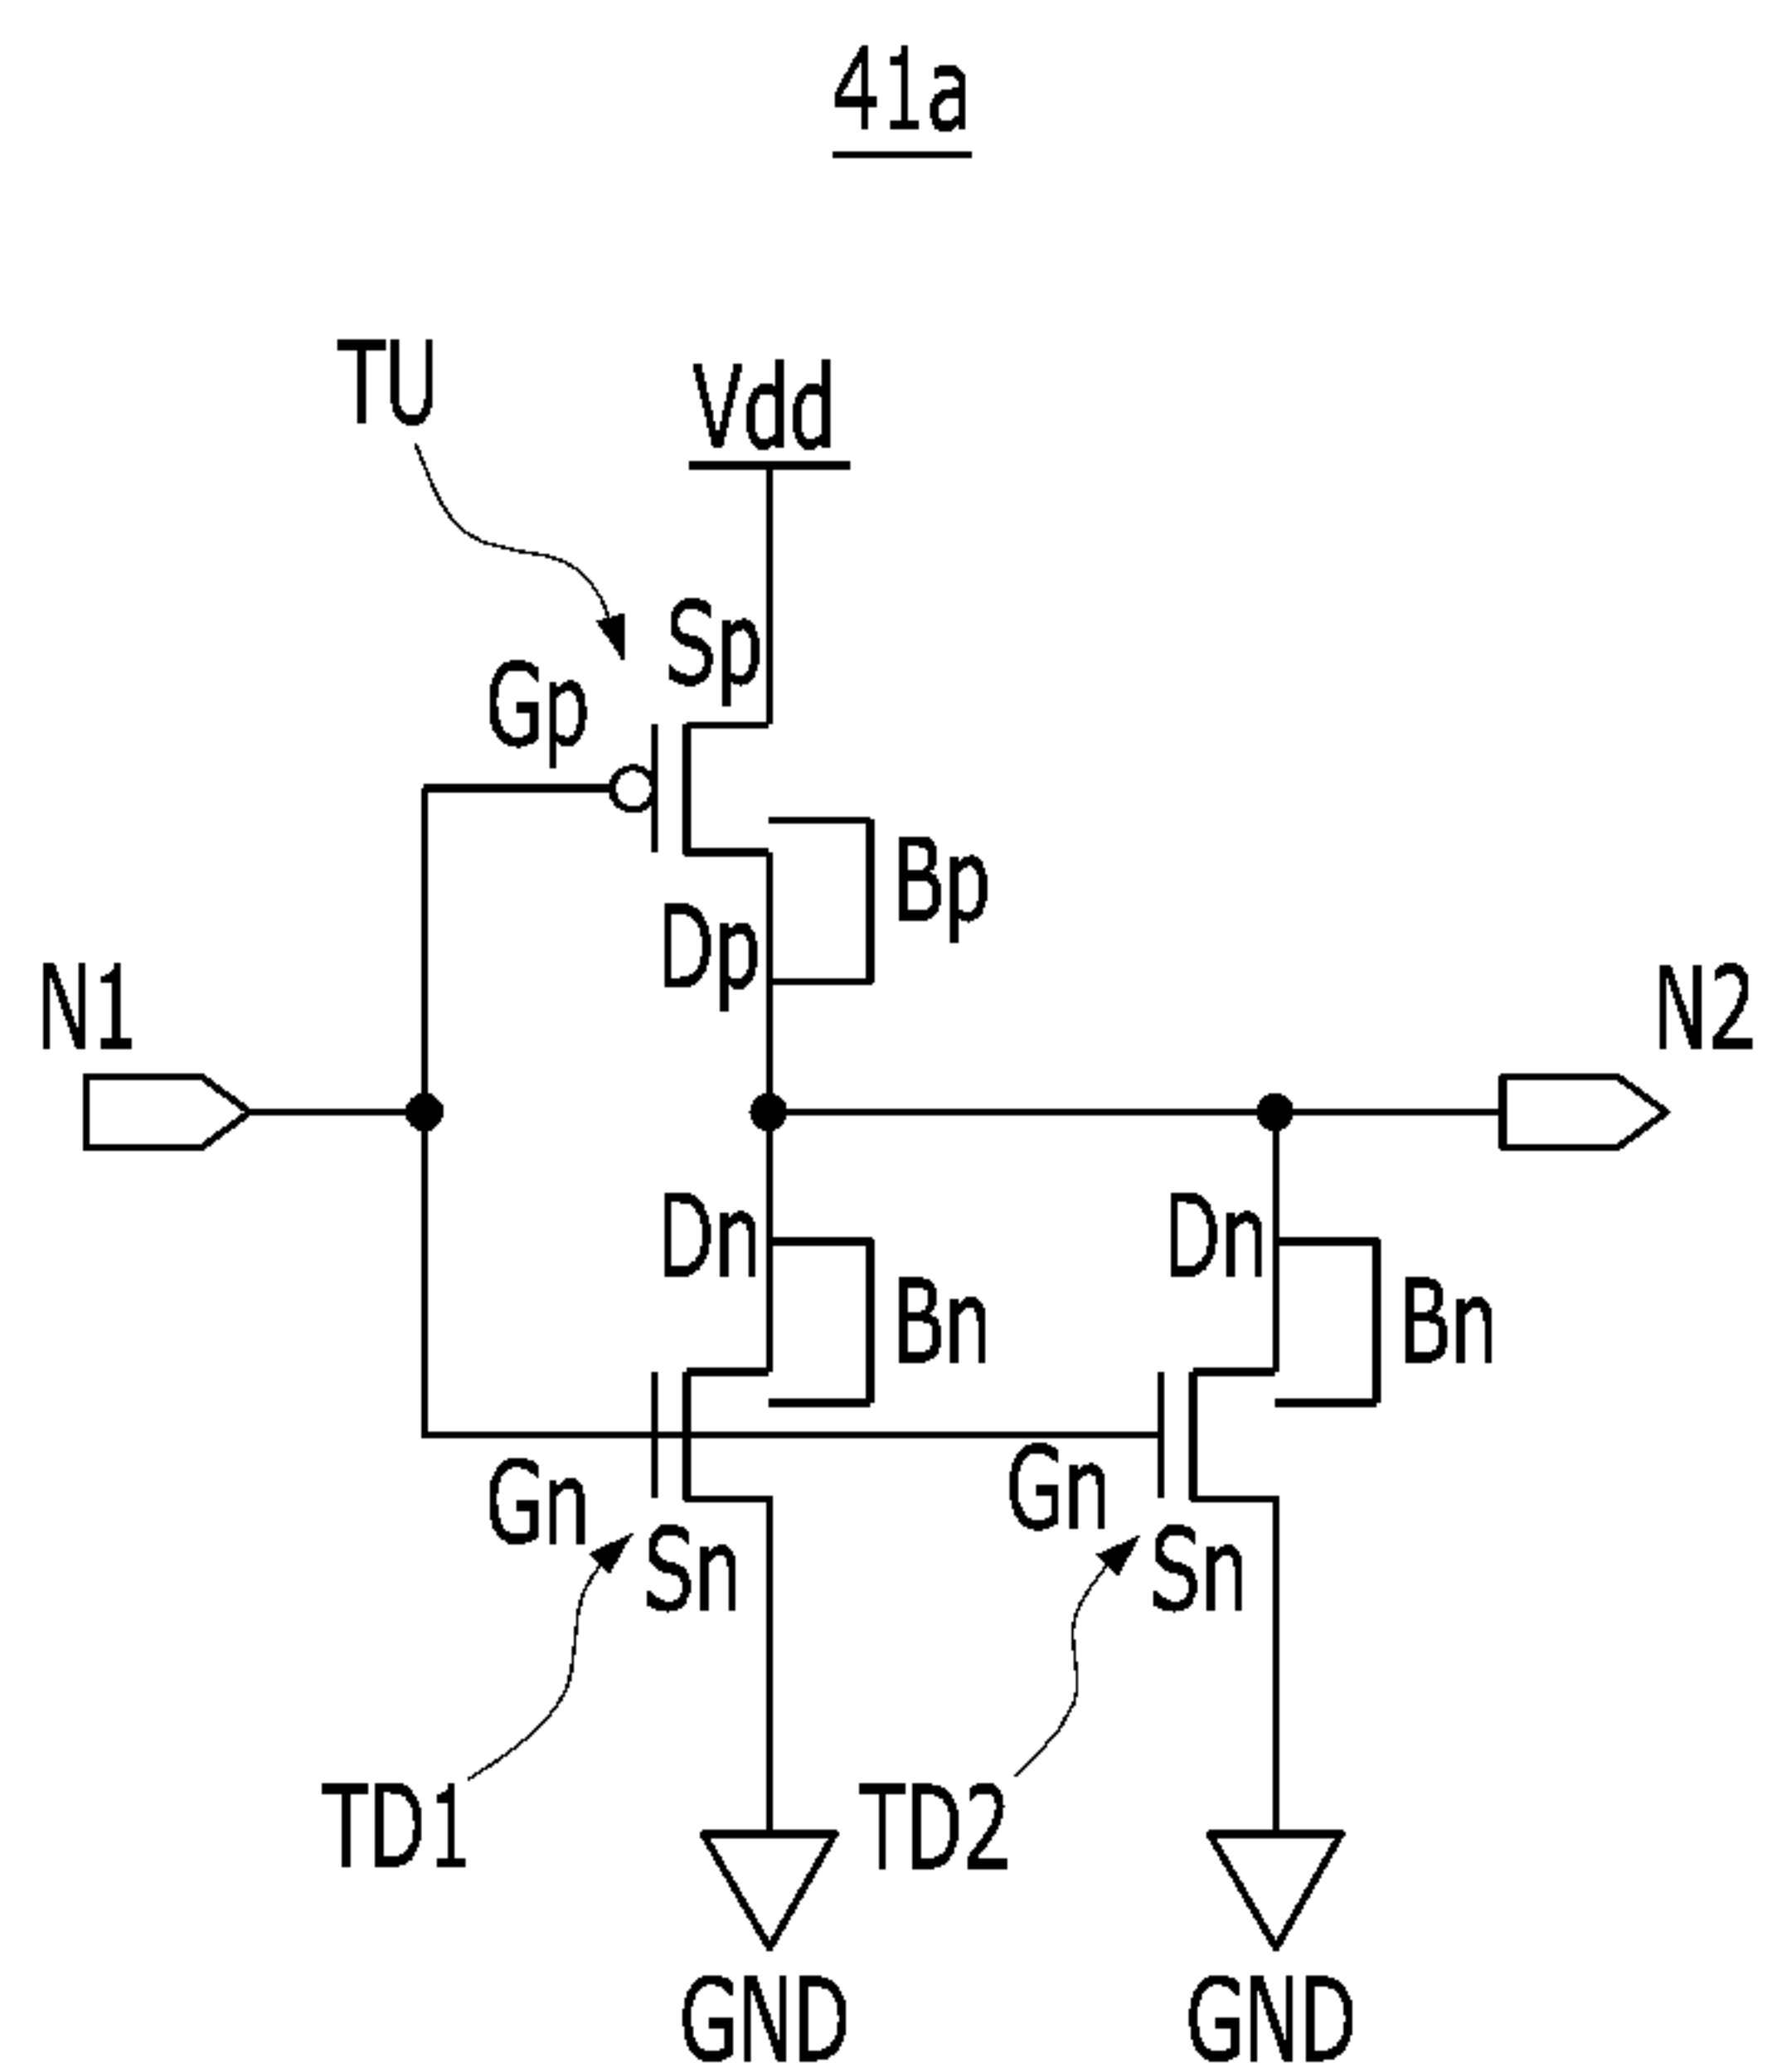 41a
TU
Vdd
Sp
Gp
Bp
Dp
N1
N2
Dn
Dn
Bn
Bn
Gn
Gn
Sn
Sn
TD1
TD2
GND
GND